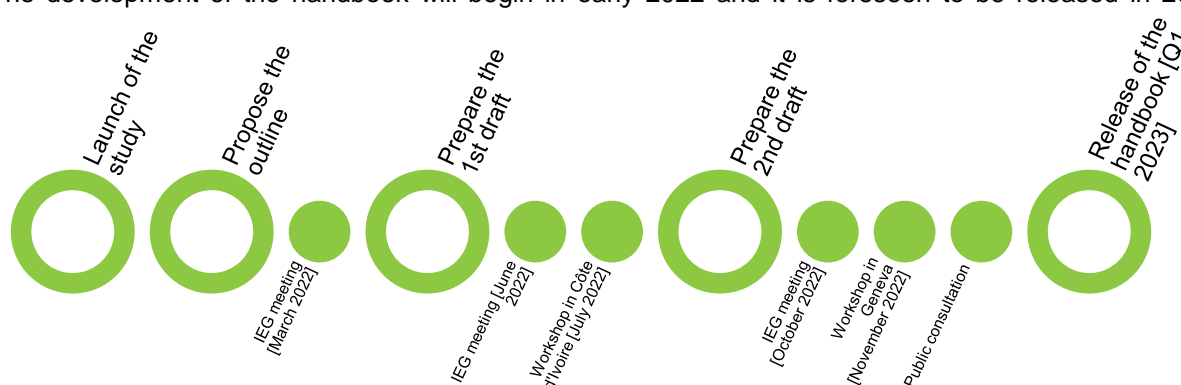 development of the handbook will begin in early 2022 and it is foreseen to be released in
Launch of the
study
Propose the
outline
IEG meeting
[March 2022]
Prepare the
1st draft
IEG meeting [June
2022]
Workshop in Côte
d'Ivoire [July 2022]
Prepare the
2nd draft
IEG meeting
[October 2022]
Workshop in
Geneva
[November 2022]
Public consultation
Release of the
handbook [Q1
2023]